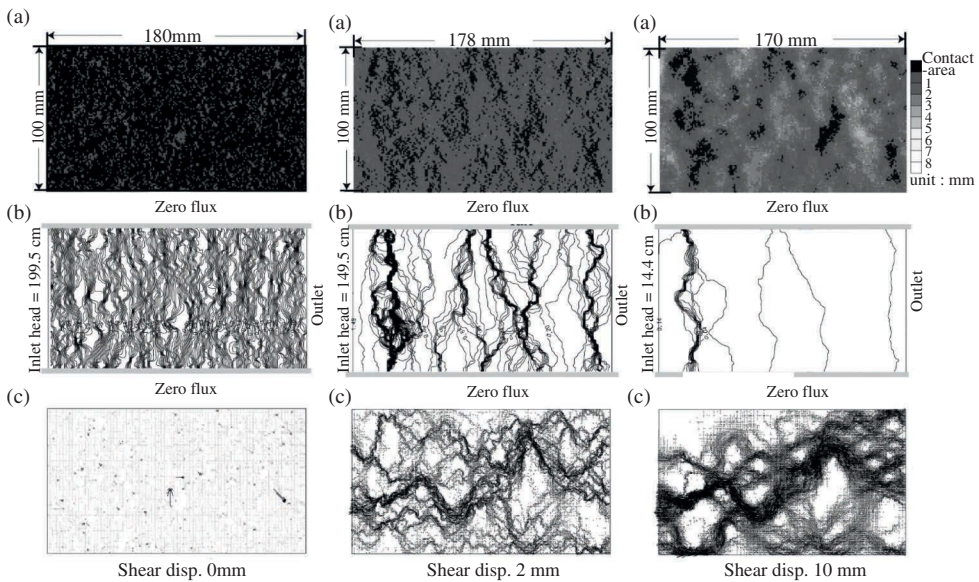 (a)
180mm
100 mm
(a)
178 mm
100 mm
(a)
170 mm
100 mm
Contact
-area
1
2
3
4
5
6
7
8
unit : mm
Zero flux
Zero flux
Zero flux
(b)
Inlet head = 199.5 cm
Outlet
(b)
Inlet head = 149.5 cm
Outlet
(b)
Inlet head = 14.4 cm
Outlet
Zero flux
Zero flux
Zero flux
(c)
(c)
(c)
Shear disp. 0mm
Shear disp. 2 mm
Shear disp. 10 mm